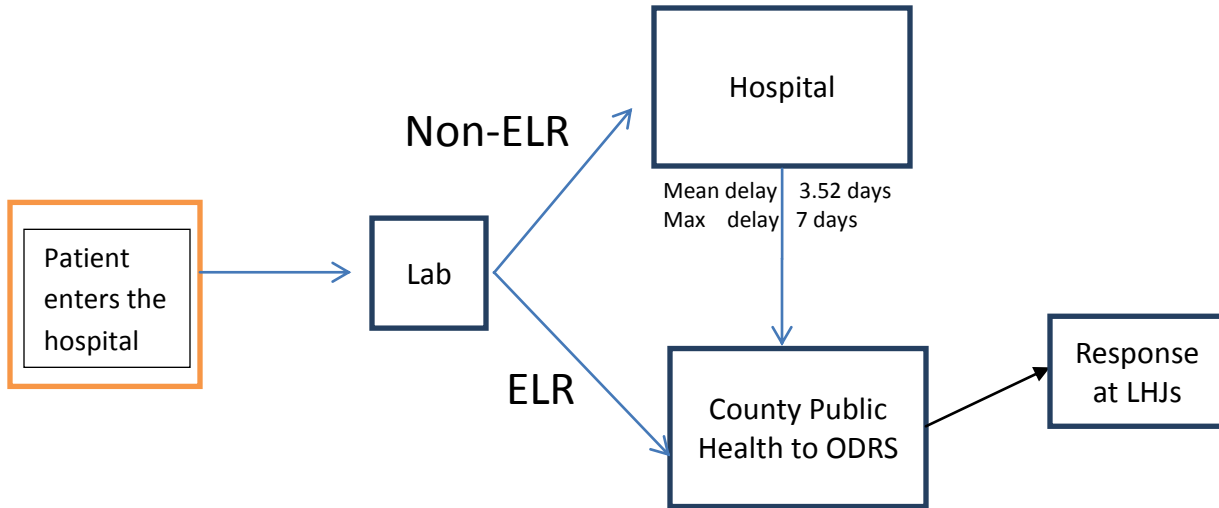 Patient
enters the
hospital
Lab
Non-ELR
ELR
Hospital
Mean delay 3.52 days
Max delay 7 days
County Public
Health to ODRS
Response
at LHJs